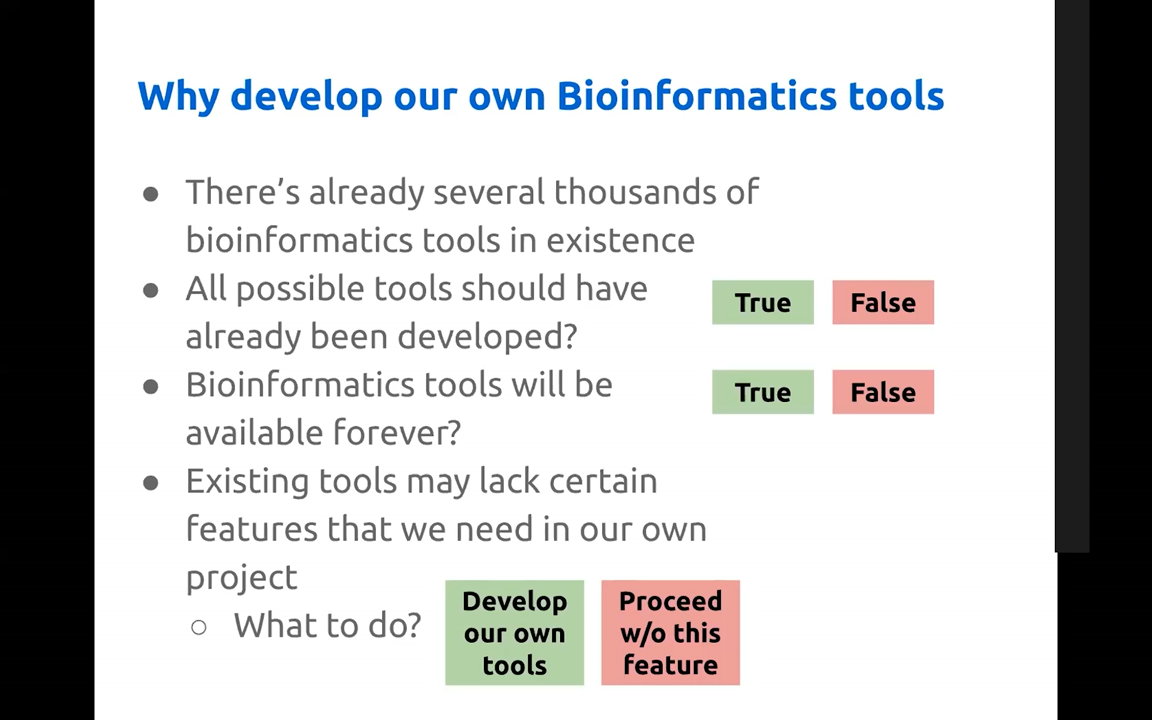 Why develop our own Bioinformatics tools
● There's already several thousands of
bioinformatics tools in existence
● All possible tools should have
already been developed?
True False
● Bioinformatics tools will be
available forever?
True False
● Existing tools may lack certain
features that we need in our own
project
○ What to do?
Develop
our own
tools
Proceed
w/o this
feature